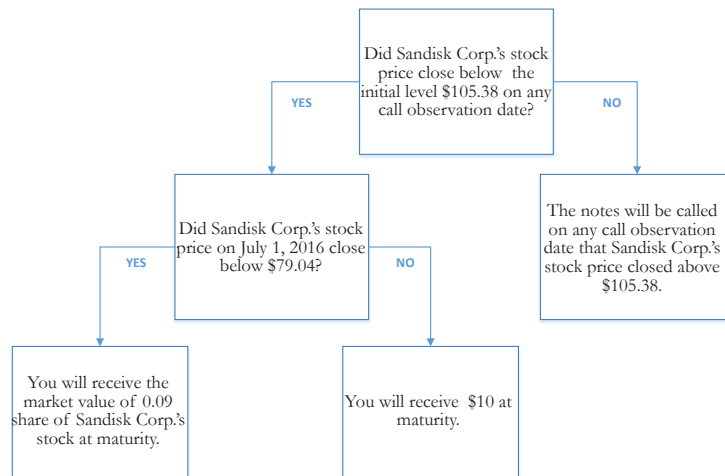 Did Sandisk Corp.'s stock
price close below the
initial level $105.38 on any
call observation date?
YES
NO
Did Sandisk Corp.'s stock
price on July 1, 2016 close
below $79.04?
The notes will be called
on any call observation
date that Sandisk Corp.'s
stock price closed above
$105.38.
YES
NO
You will receive the
market value of 0.09
share of Sandisk Corp.'s
stock at maturity.
You will receive $10 at
maturity.